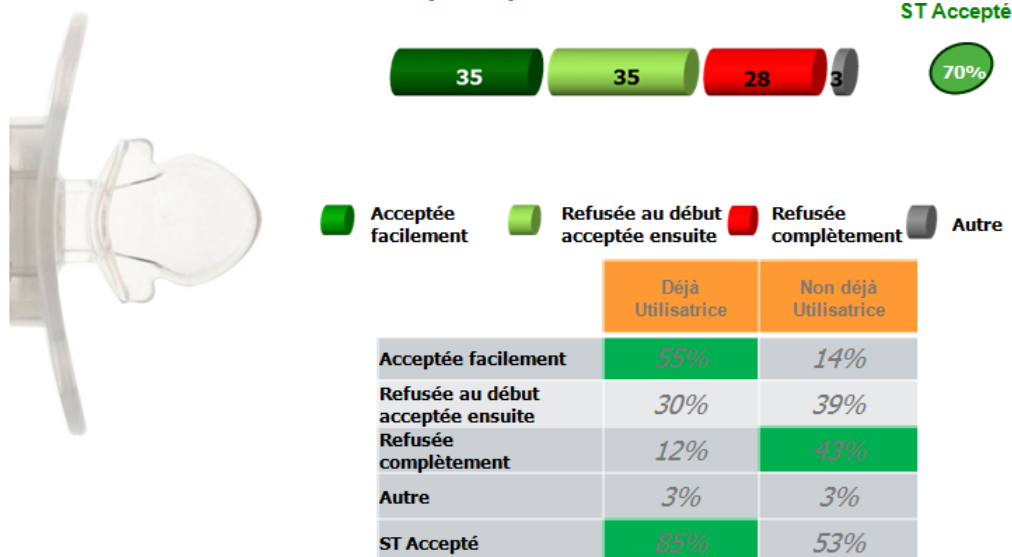 ST Accepté
35 35 28 3 70%
Acceptée
facilement
Refusée au début
acceptée ensuite
Refusée
complètement
Autre
Déjà
Utilisatrice
Non déjà
Utilisatrice
Acceptée facilement 55% 14%
Refusée au début
acceptée ensuite 30% 39%
Refusée
complètement 12% 43%
Autre 3% 3%
ST Accepté 85% 53%